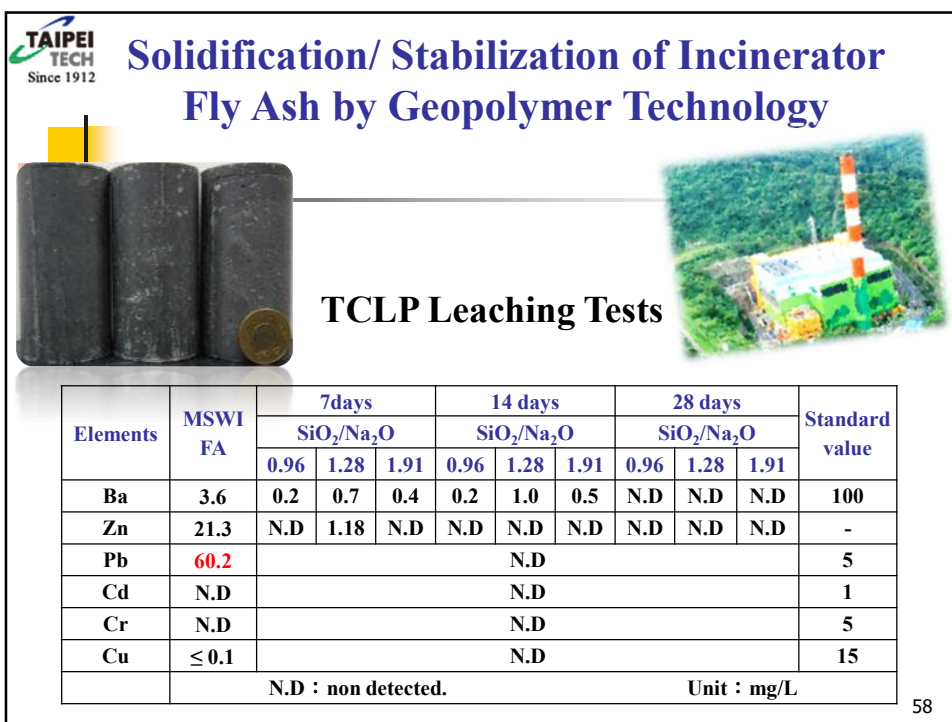 TAIPEI
TECH
Since 1912
Solidification/ Stabilization of Incinerator
Fly Ash by Geopolymer Technology
TCLP Leaching Tests
Elements MSWI FA 7days 14 days 28 days Standard value
SiO₂/Na₂O SiO₂/Na₂O SiO₂/Na₂O
0.96 1.28 1.91 0.96 1.28 1.91 0.96 1.28 1.91
Ba 3.6 0.2 0.7 0.4 0.2 1.0 0.5 N.D N.D N.D 100
Zn 21.3 N.D 1.18 N.D N.D N.D N.D N.D N.D N.D -
Pb 60.2 N.D 5
Cd N.D N.D 1
Cr N.D N.D 5
Cu ≤ 0.1 N.D 15
N.D：non detected. Unit：mg/L
58